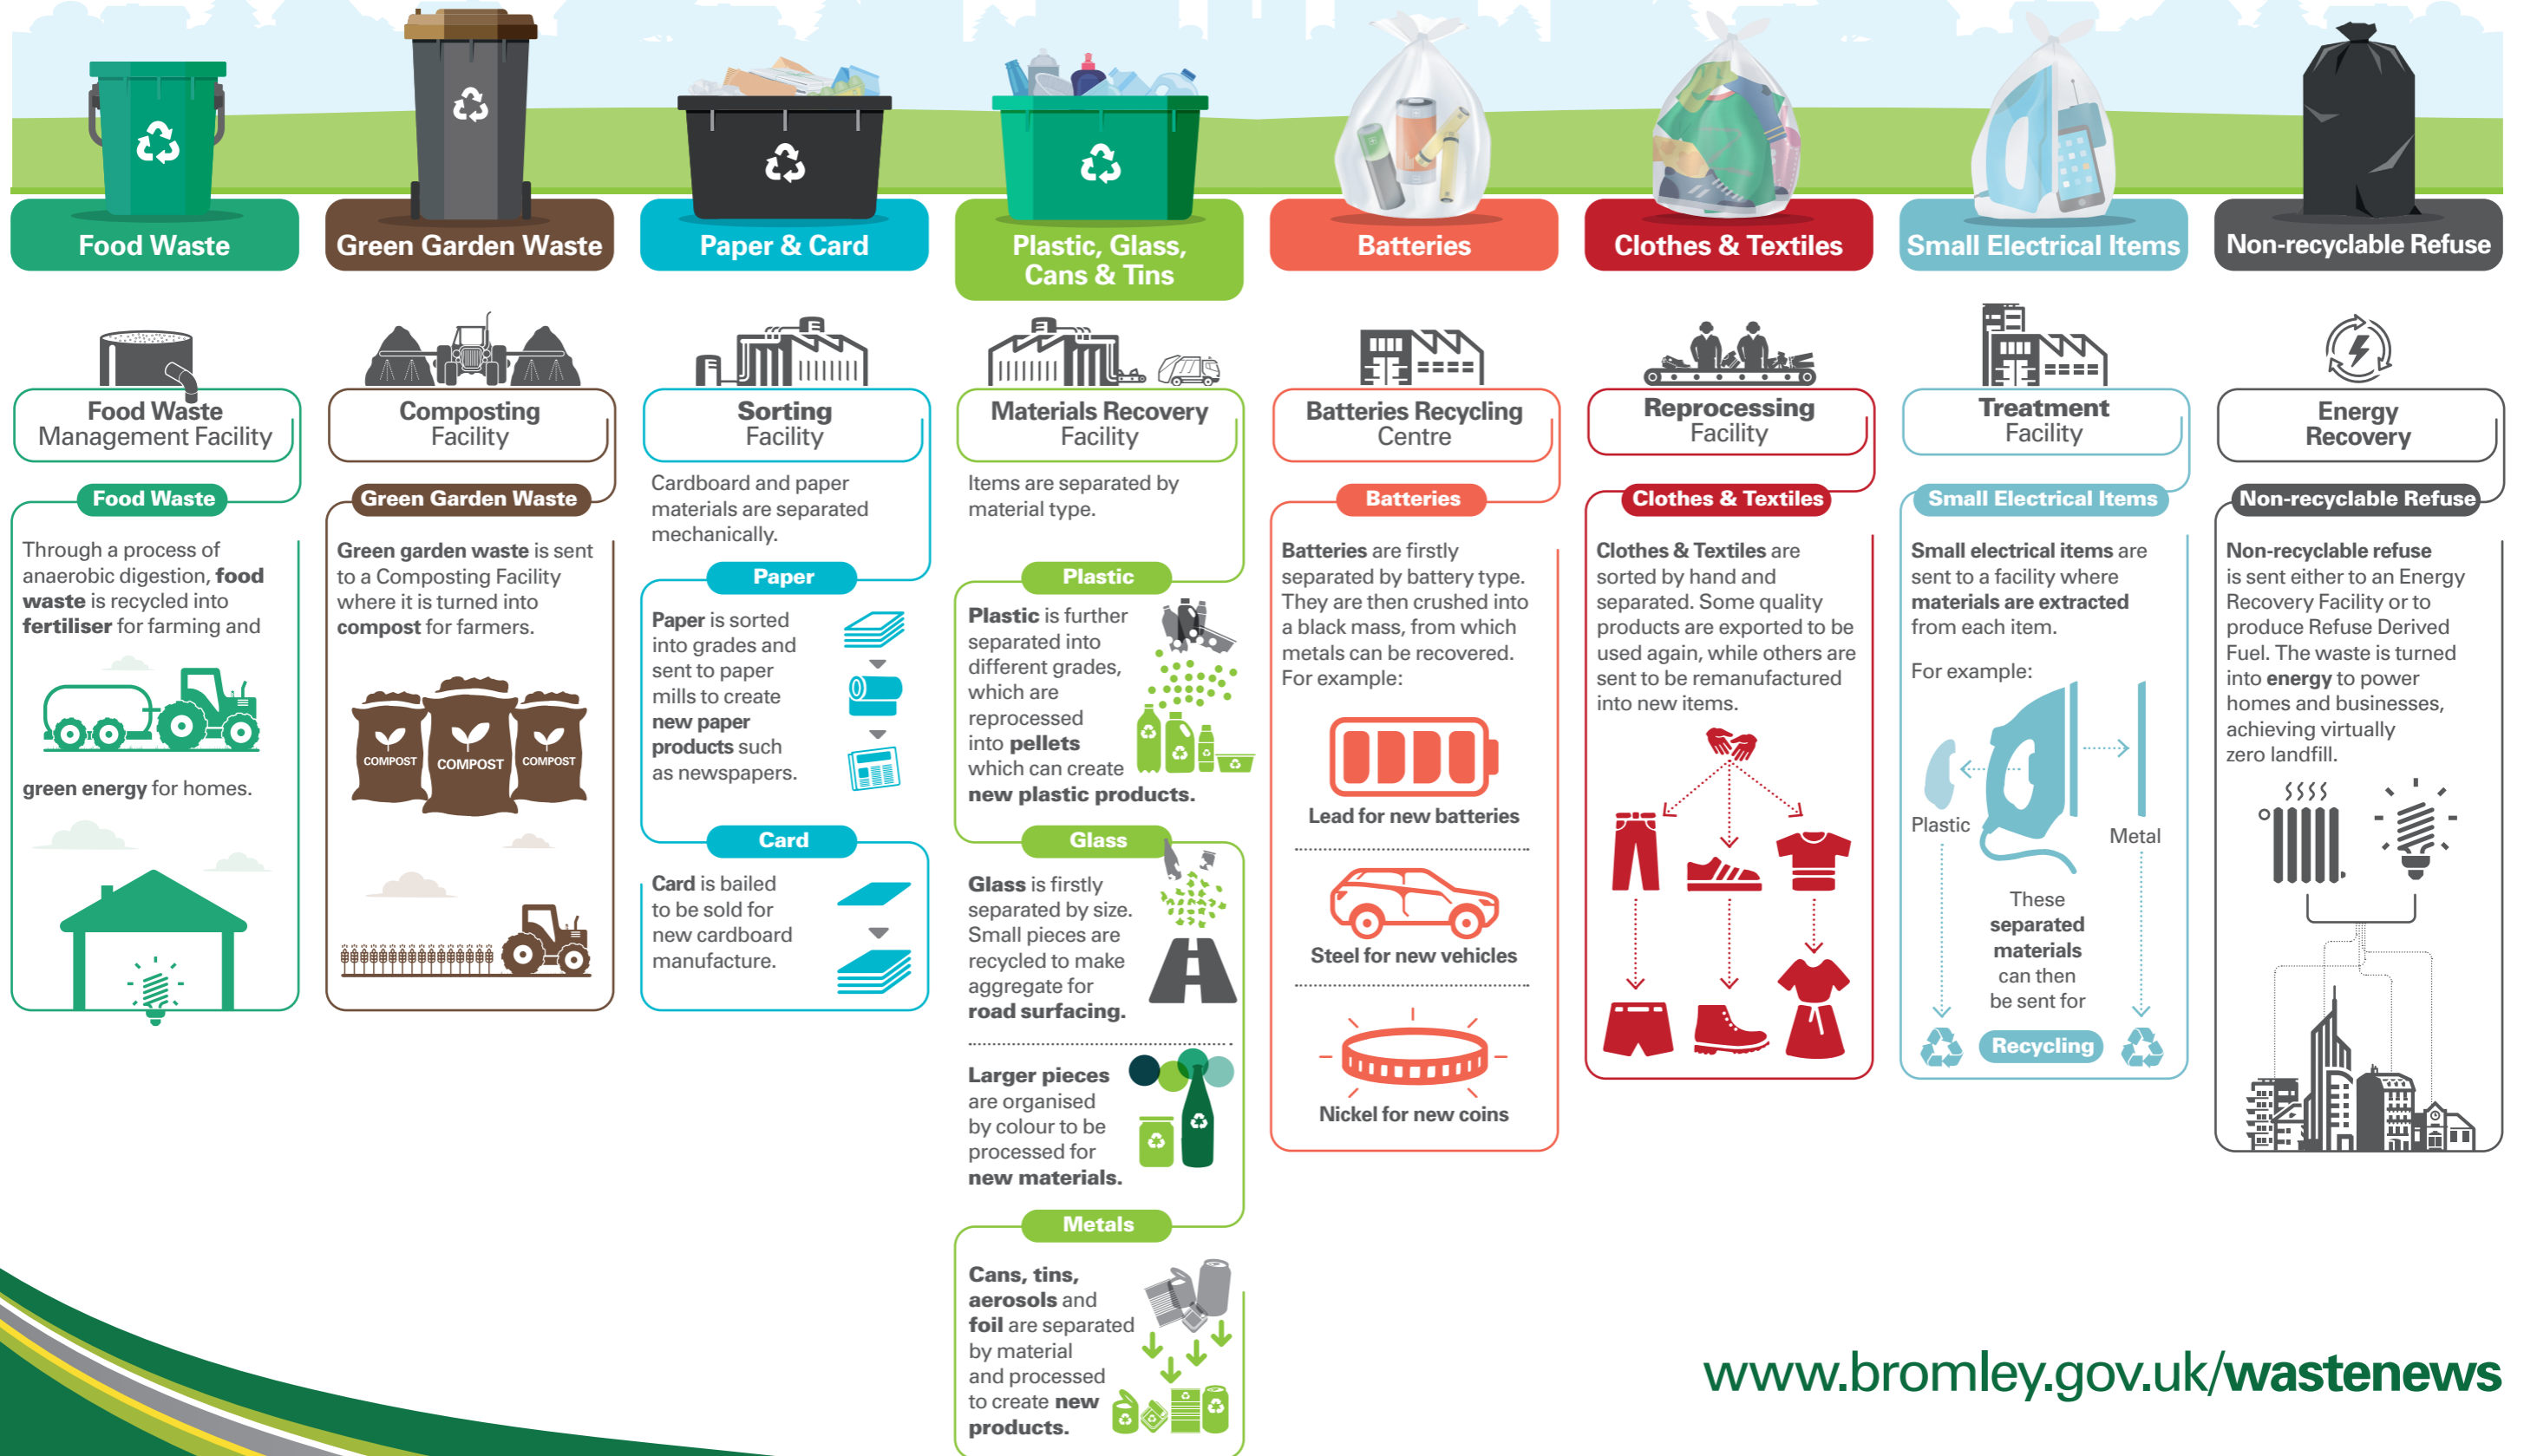 Food Waste
Green Garden Waste
Paper & Card
Plastic, Glass,
Cans & Tins
Batteries
Clothes & Textiles
Small Electrical Items
Non-recyclable Refuse
Food Waste
Management Facility
Food Waste
Through a process of
anaerobic digestion, food
waste is recycled into
fertiliser for farming and
green energy for homes.
Composting
Facility
Green Garden Waste
Green garden waste is sent
to a Composting Facility
where it is turned into
compost for farmers.
COMPOST
COMPOST
COMPOST
Sorting
Facility
Cardboard and paper
materials are separated
mechanically.
Paper
Paper is sorted
into grades and
sent to paper
mills to create
new paper
products such
as newspapers.
Card
Card is bailed
to be sold for
new cardboard
manufacture.
Materials Recovery
Facility
Items are separated by
material type.
Plastic
Plastic is further
separated into
different grades,
which are
reprocessed
into pellets
which can create
new plastic products.
Glass
Glass is firstly
separated by size.
Small pieces are
recycled to make
aggregate for
road surfacing.
Larger pieces
are organised
by colour to be
processed for
new materials.
Metals
Cans, tins,
aerosols and
foil are separated
by material
and processed
to create new
products.
Batteries Recycling
Centre
Batteries
Batteries are firstly
separated by battery type.
They are then crushed into
a black mass, from which
metals can be recovered.
For example:
Lead for new batteries
Steel for new vehicles
Nickel for new coins
Reprocessing
Facility
Clothes & Textiles
Clothes & Textiles are
sorted by hand and
separated. Some quality
products are exported to be
used again, while others are
sent to be remanufactured
into new items.
Treatment
Facility
Small Electrical Items
Small electrical items are
sent to a facility where
materials are extracted
from each item.
For example:
Plastic
Metal
These
separated
materials
can then
be sent for
Recycling
Energy
Recovery
Non-recyclable Refuse
Non-recyclable refuse
is sent either to an Energy
Recovery Facility or to
produce Refuse Derived
Fuel. The waste is turned
into energy to power
homes and businesses,
achieving virtually
zero landfill.
www.bromley.gov.uk/wastenews